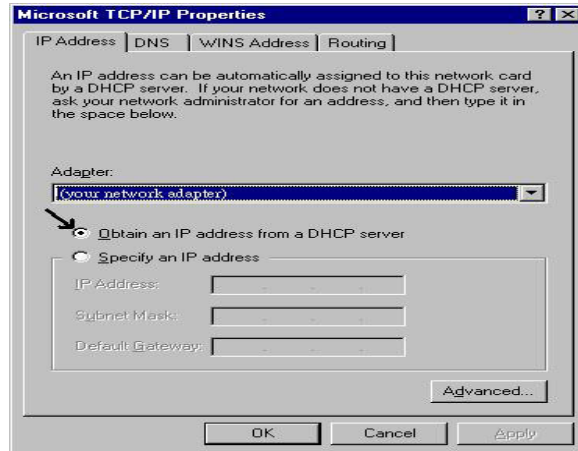 Microsoft TCP/IP Properties
IP Address DNS WINS Address Routing
An IP address can be automatically assigned to this network card
by a DHCP server. If your network does not have a DHCP server,
ask your network administrator for an address, and then type it in
the space below.
Adapter:
(your network adapter)
Obtain an IP address from a DHCP server
Specify an IP address
IP Address:
Subnet Mask:
Default Gateway:
Advanced...
OK Cancel Apply